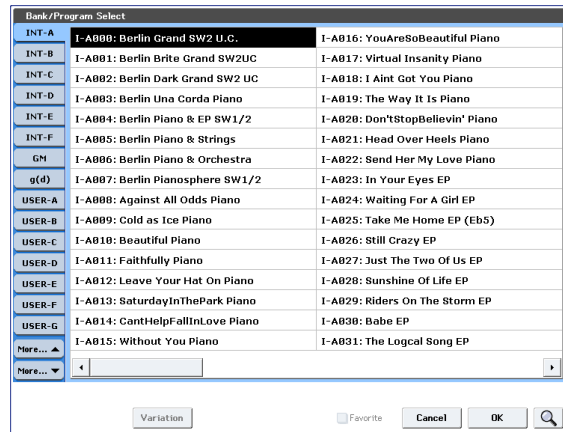 Bank/Program Select
INT-A
INT-B
INT-C
INT-D
INT-E
INT-F
GM
g(d)
USER-A
USER-B
USER-C
USER-D
USER-E
USER-F
USER-G
More...
More...
I-A000: Berlin Grand SW2 U.C.
I-A001: Berlin Brite Grand SW2UC
I-A002: Berlin Dark Grand SW2 UC
I-A003: Berlin Una Corda Piano
I-A004: Berlin Piano & EP SW1/2
I-A005: Berlin Piano & Strings
I-A006: Berlin Piano & Orchestra
I-A007: Berlin Pianosphere SW1/2
I-A008: Against All Odds Piano
I-A009: Cold as Ice Piano
I-A010: Beautiful Piano
I-A011: Faithfully Piano
I-A012: Leave Your Hat On Piano
I-A013: SaturdayInThePark Piano
I-A014: CantHelpFallInLove Piano
I-A015: Without You Piano
I-A016: YouAreSoBeautiful Piano
I-A017: Virtual Insanity Piano
I-A018: I Aint Got You Piano
I-A019: The Way It Is Piano
I-A020: Don'tStopBelievin' Piano
I-A021: Head Over Heels Piano
I-A022: Send Her My Love Piano
I-A023: In Your Eyes EP
I-A024: Waiting For A Girl EP
I-A025: Take Me Home EP (Eb5)
I-A026: Still Crazy EP
I-A027: Just The Two Of Us EP
I-A028: Sunshine Of Life EP
I-A029: Riders On The Storm EP
I-A030: Babe EP
I-A031: The Logcal Song EP
Variation
Favorite
Cancel
OK